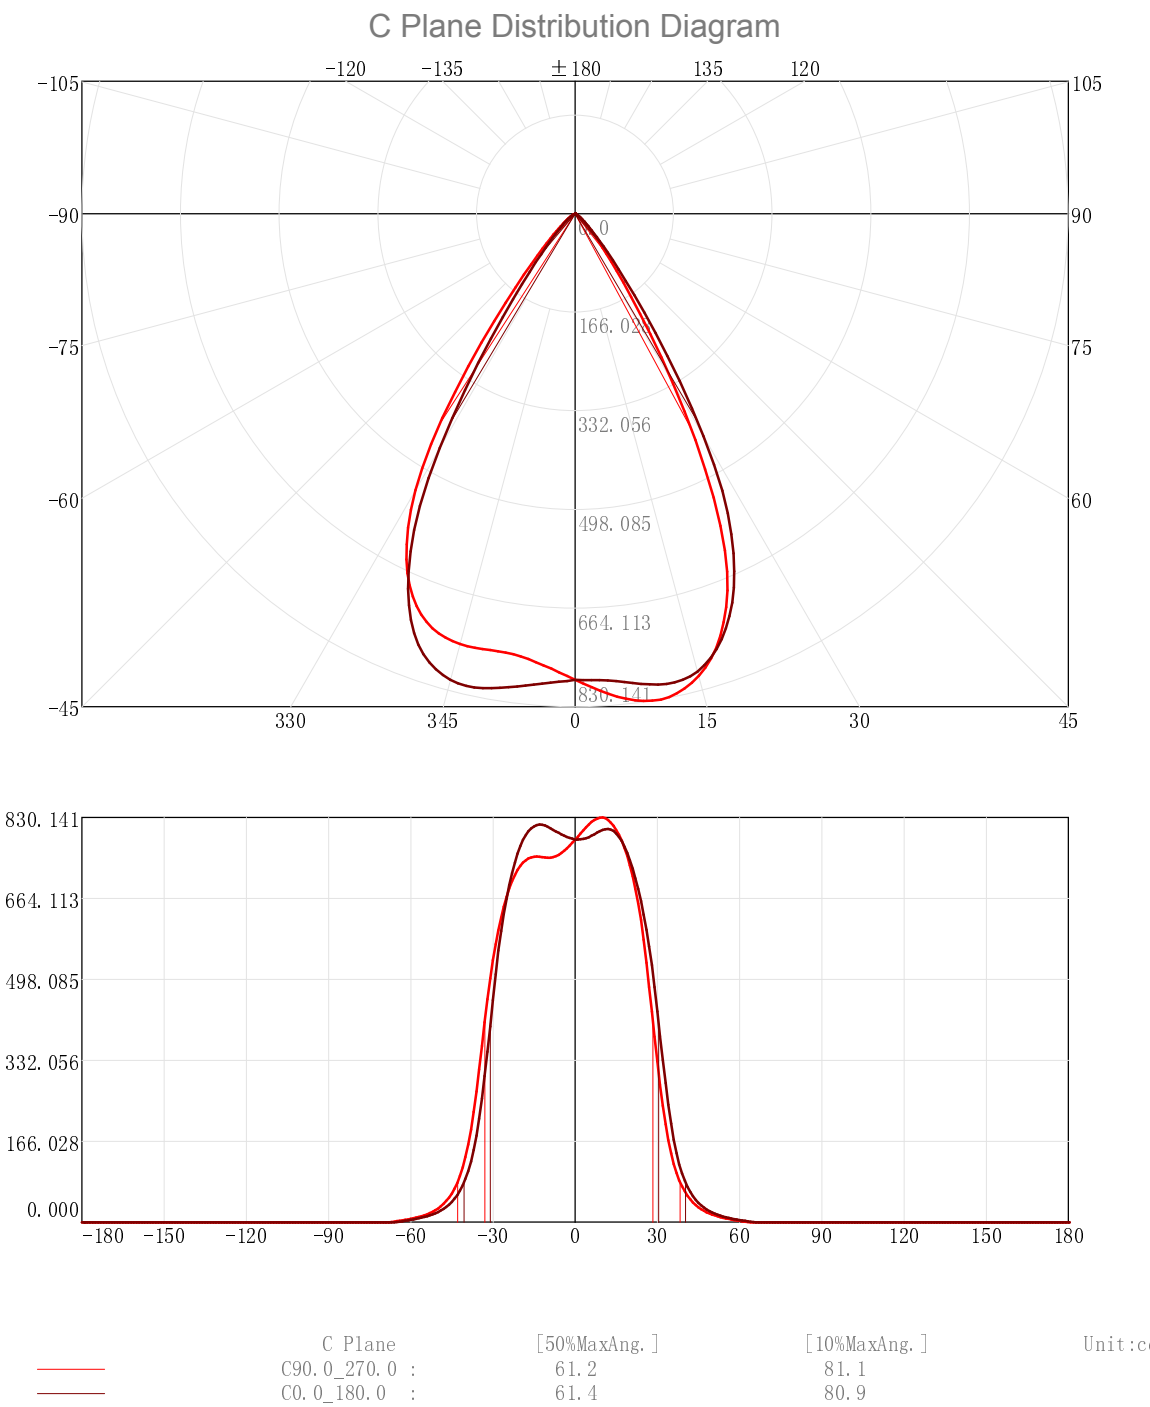 C Plane Distribution Diagram
-120 -135 ±180 135 120
-105 105
-90 90
0.0
166.028
-75 75
332.056
-60 60
498.085
664.113
830.141
-45 330 345 0 15 30 45
830.141
664.113
498.085
332.056
166.028
0.000
-180 -150 -120 -90 -60 -30 0 30 60 90 120 150 180
C Plane [50%MaxAng.] [10%MaxAng.] Unit:
C90.0_270.0 : 61.2 81.1
C0.0_180.0 : 61.4 80.9